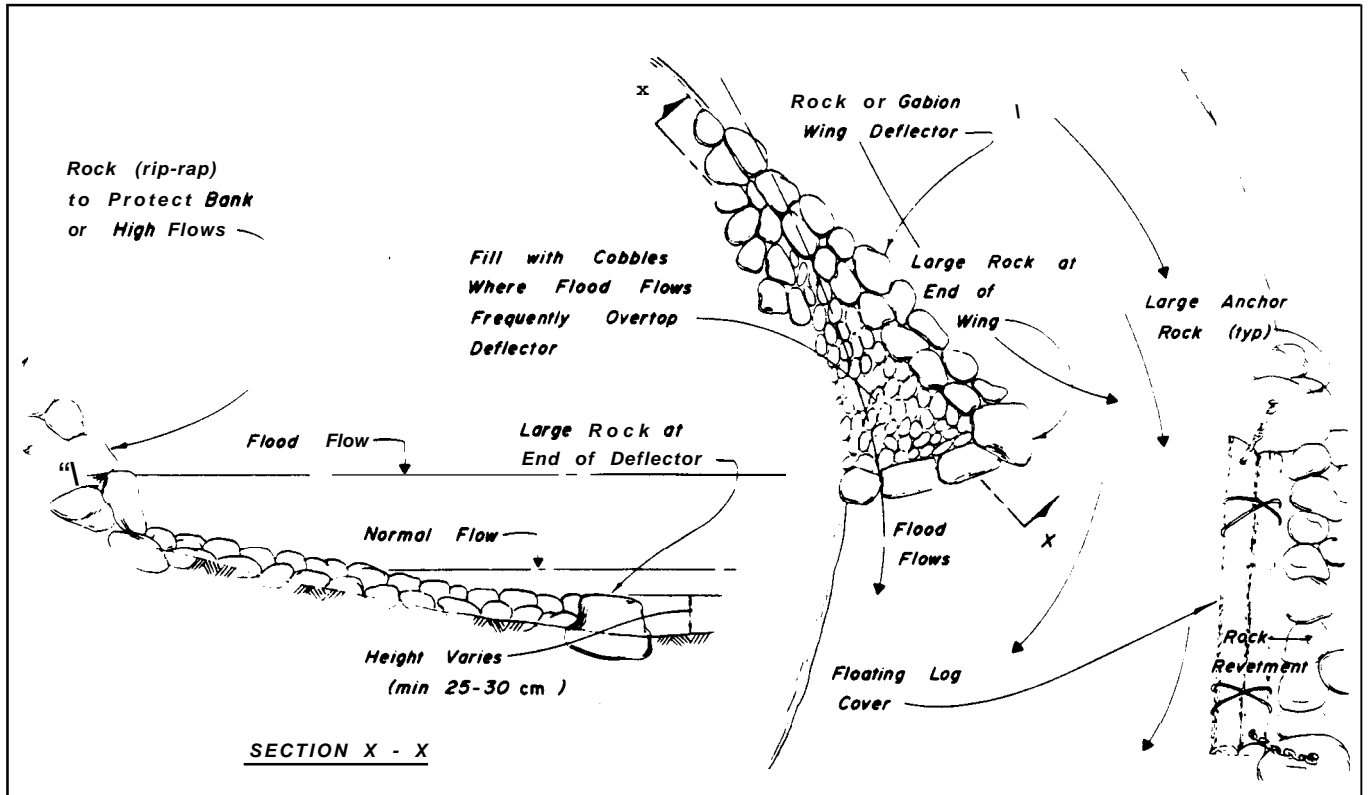 x
Rock or Gabion
Wing Deflector
Rock (rip-rap)
to Protect Bank
or High Flows
Fill with Cobbles
Where Flood Flows
Frequently Overtop
Deflector
Large Rock at
End of
Wing
Large Anchor
Rock (typ)
Flood Flow
Large Rock at
End of Deflector
Normal Flow
Flood
Flows
X
Height Varies
(min 25-30 cm)
Floating Log
Cover
Rock
Revetment
SECTION X - X